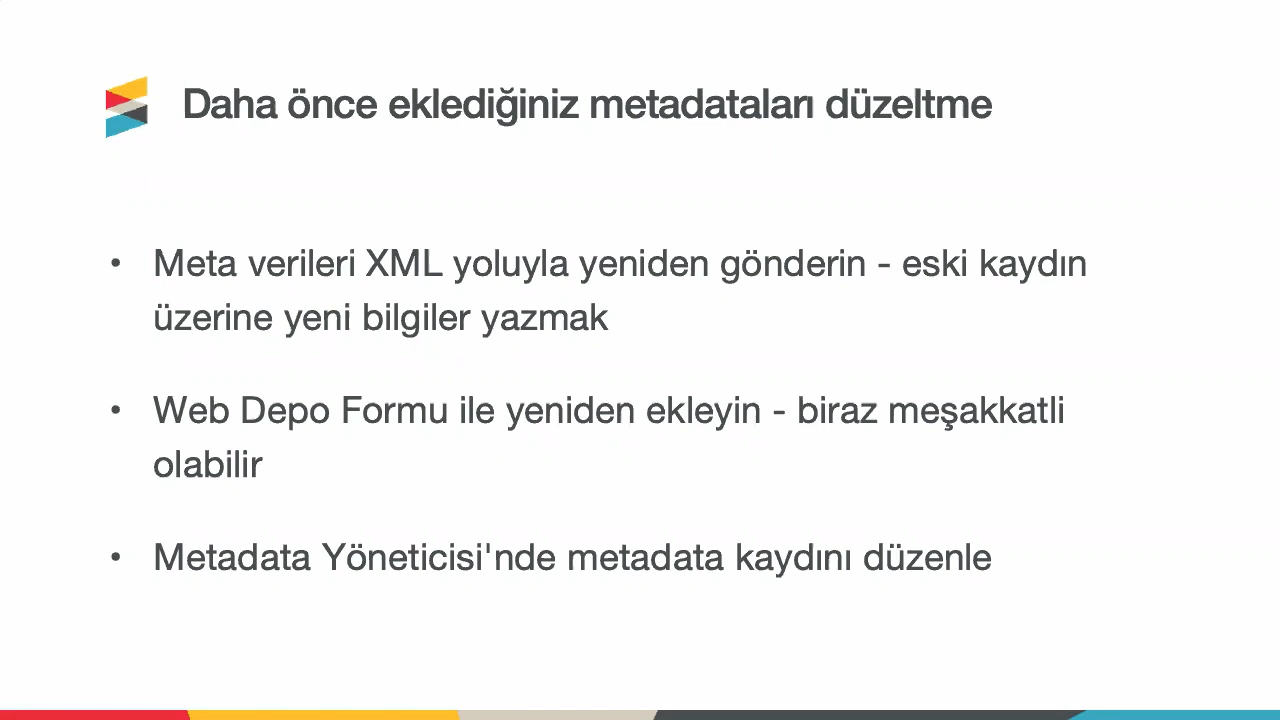 Daha önce eklediğiniz metadataları düzeltme
• Meta verileri XML yoluyla yeniden gönderin - eski kaydın
üzerine yeni bilgiler yazmak
• Web Depo Formu ile yeniden ekleyin - biraz meşakkatli
olabilir
• Metadata Yöneticisi'nde metadata kaydını düzenle